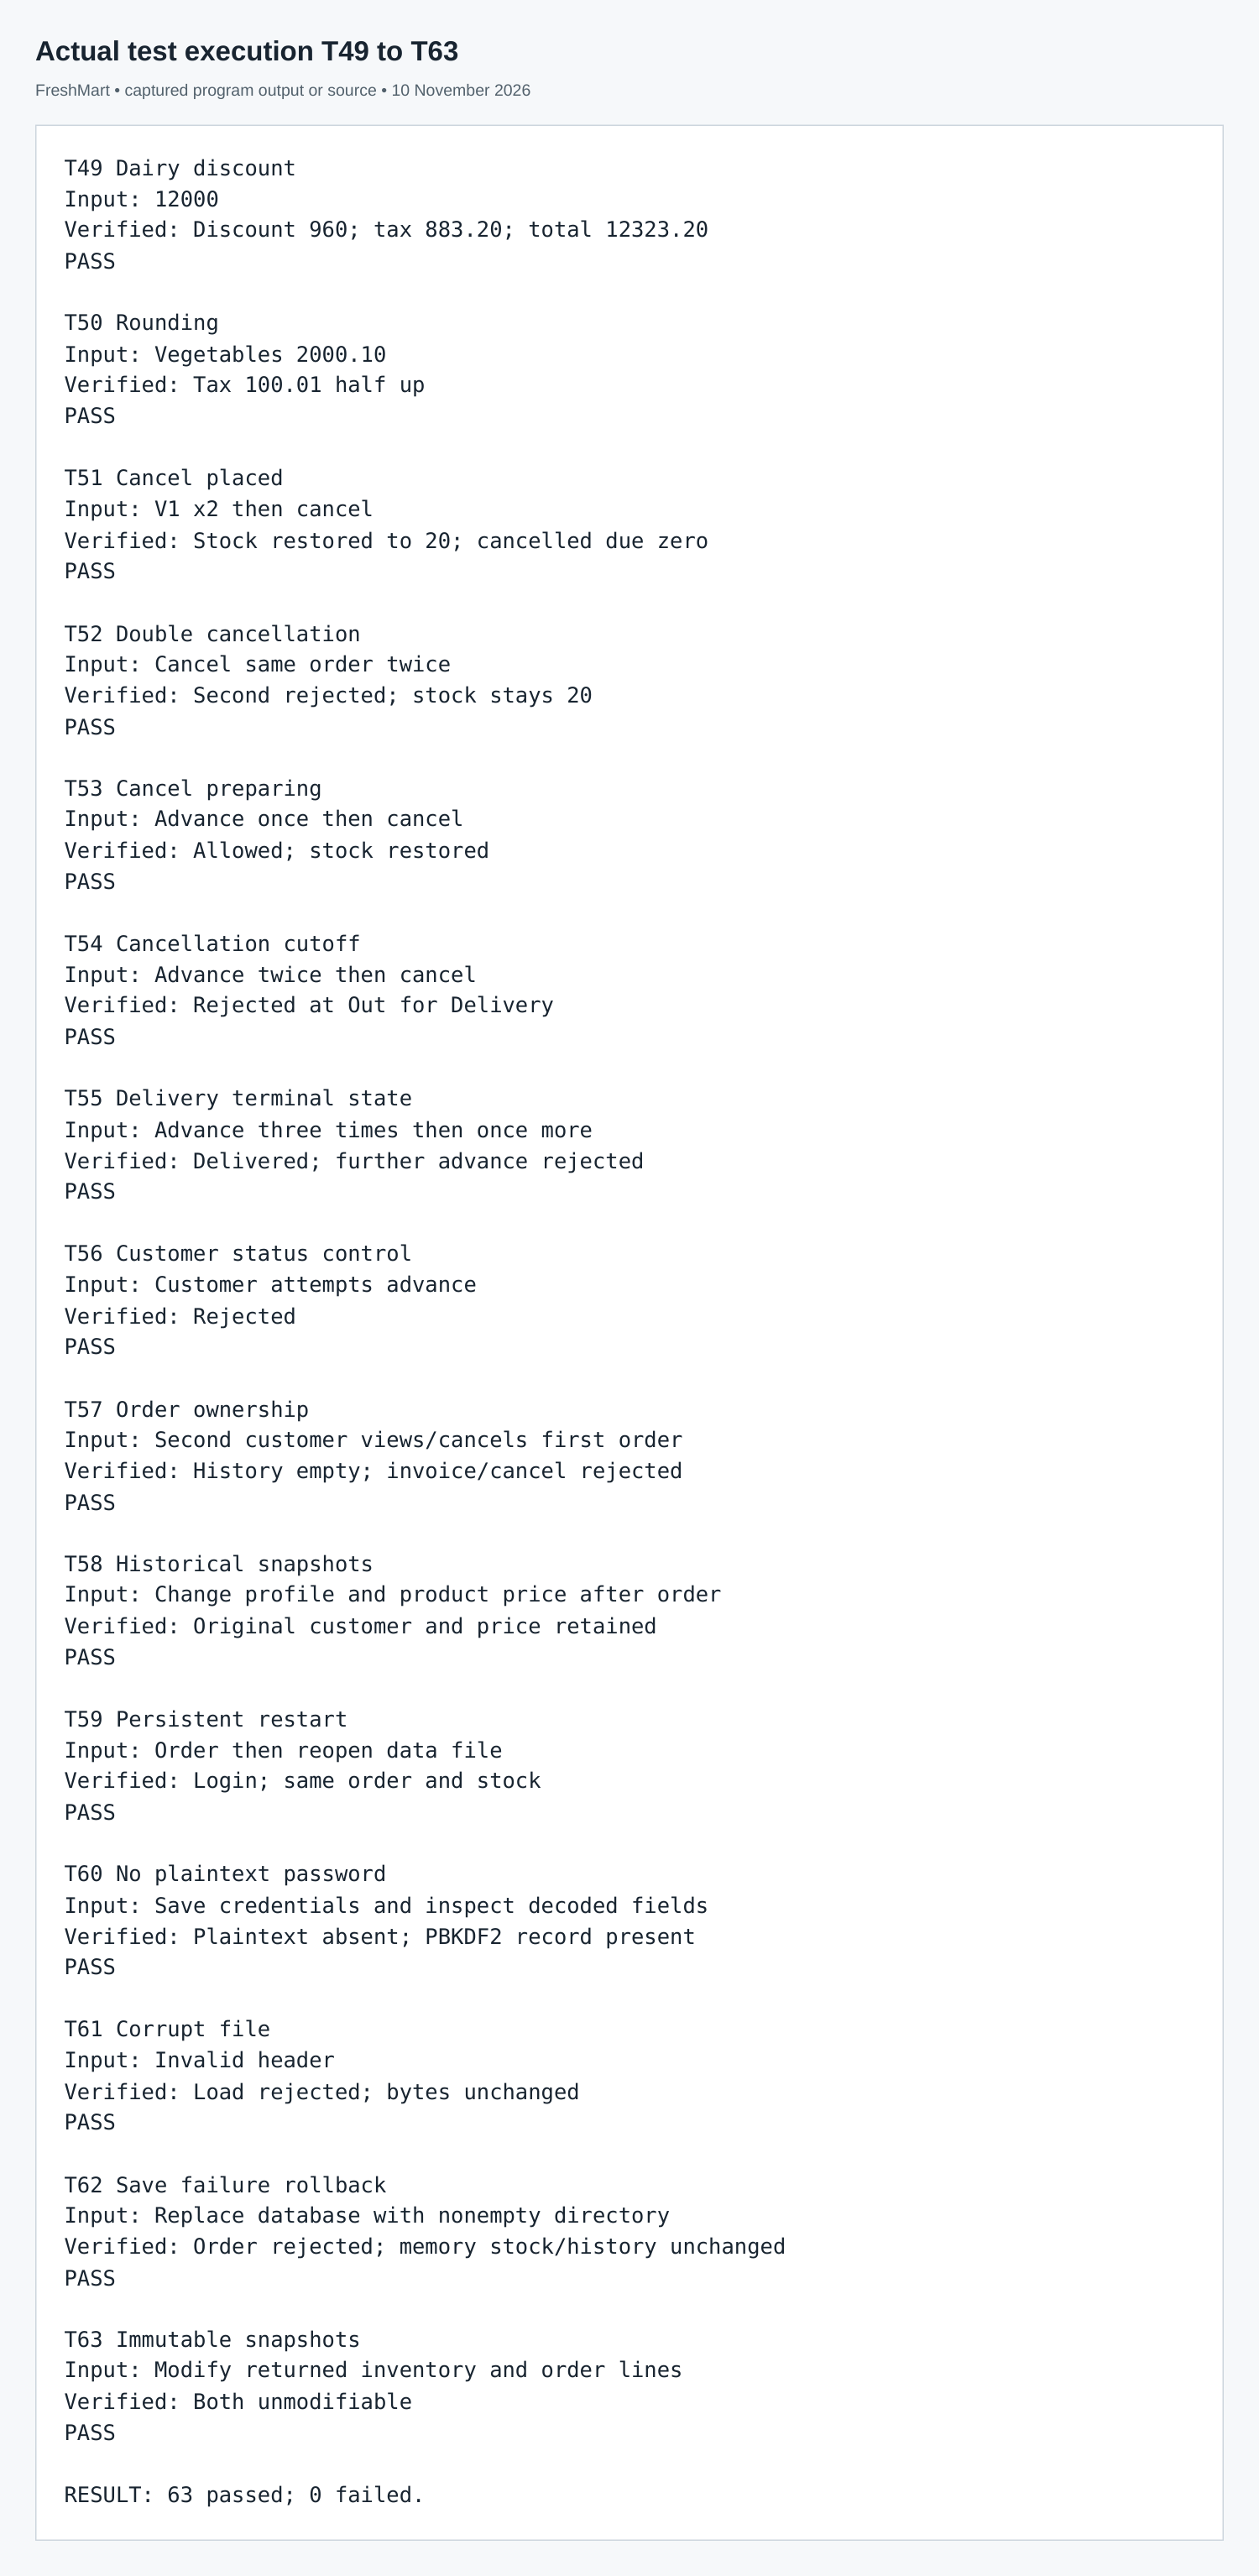 Actual test execution T49 to T63
FreshMart • captured program output or source • 10 November 2026
T49 Dairy discount
Input: 12000
Verified: Discount 960; tax 883.20; total 12323.20
PASS
T50 Rounding
Input: Vegetables 2000.10
Verified: Tax 100.01 half up
PASS
T51 Cancel placed
Input: V1 x2 then cancel
Verified: Stock restored to 20; cancelled due zero
PASS
T52 Double cancellation
Input: Cancel same order twice
Verified: Second rejected; stock stays 20
PASS
T53 Cancel preparing
Input: Advance once then cancel
Verified: Allowed; stock restored
PASS
T54 Cancellation cutoff
Input: Advance twice then cancel
Verified: Rejected at Out for Delivery
PASS
T55 Delivery terminal state
Input: Advance three times then once more
Verified: Delivered; further advance rejected
PASS
T56 Customer status control
Input: Customer attempts advance
Verified: Rejected
PASS
T57 Order ownership
Input: Second customer views/cancels first order
Verified: History empty; invoice/cancel rejected
PASS
T58 Historical snapshots
Input: Change profile and product price after order
Verified: Original customer and price retained
PASS
T59 Persistent restart
Input: Order then reopen data file
Verified: Login; same order and stock
PASS
T60 No plaintext password
Input: Save credentials and inspect decoded fields
Verified: Plaintext absent; PBKDF2 record present
PASS
T61 Corrupt file
Input: Invalid header
Verified: Load rejected; bytes unchanged
PASS
T62 Save failure rollback
Input: Replace database with nonempty directory
Verified: Order rejected; memory stock/history unchanged
PASS
T63 Immutable snapshots
Input: Modify returned inventory and order lines
Verified: Both unmodifiable
PASS
RESULT: 63 passed; 0 failed.